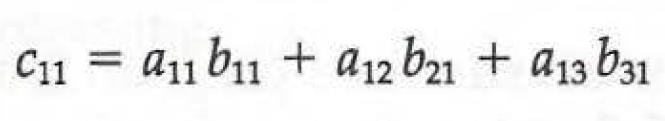 c₁₁ = a₁₁ b₁₁ + a₁₂ b₂₁ + a₁₃ b₃₁